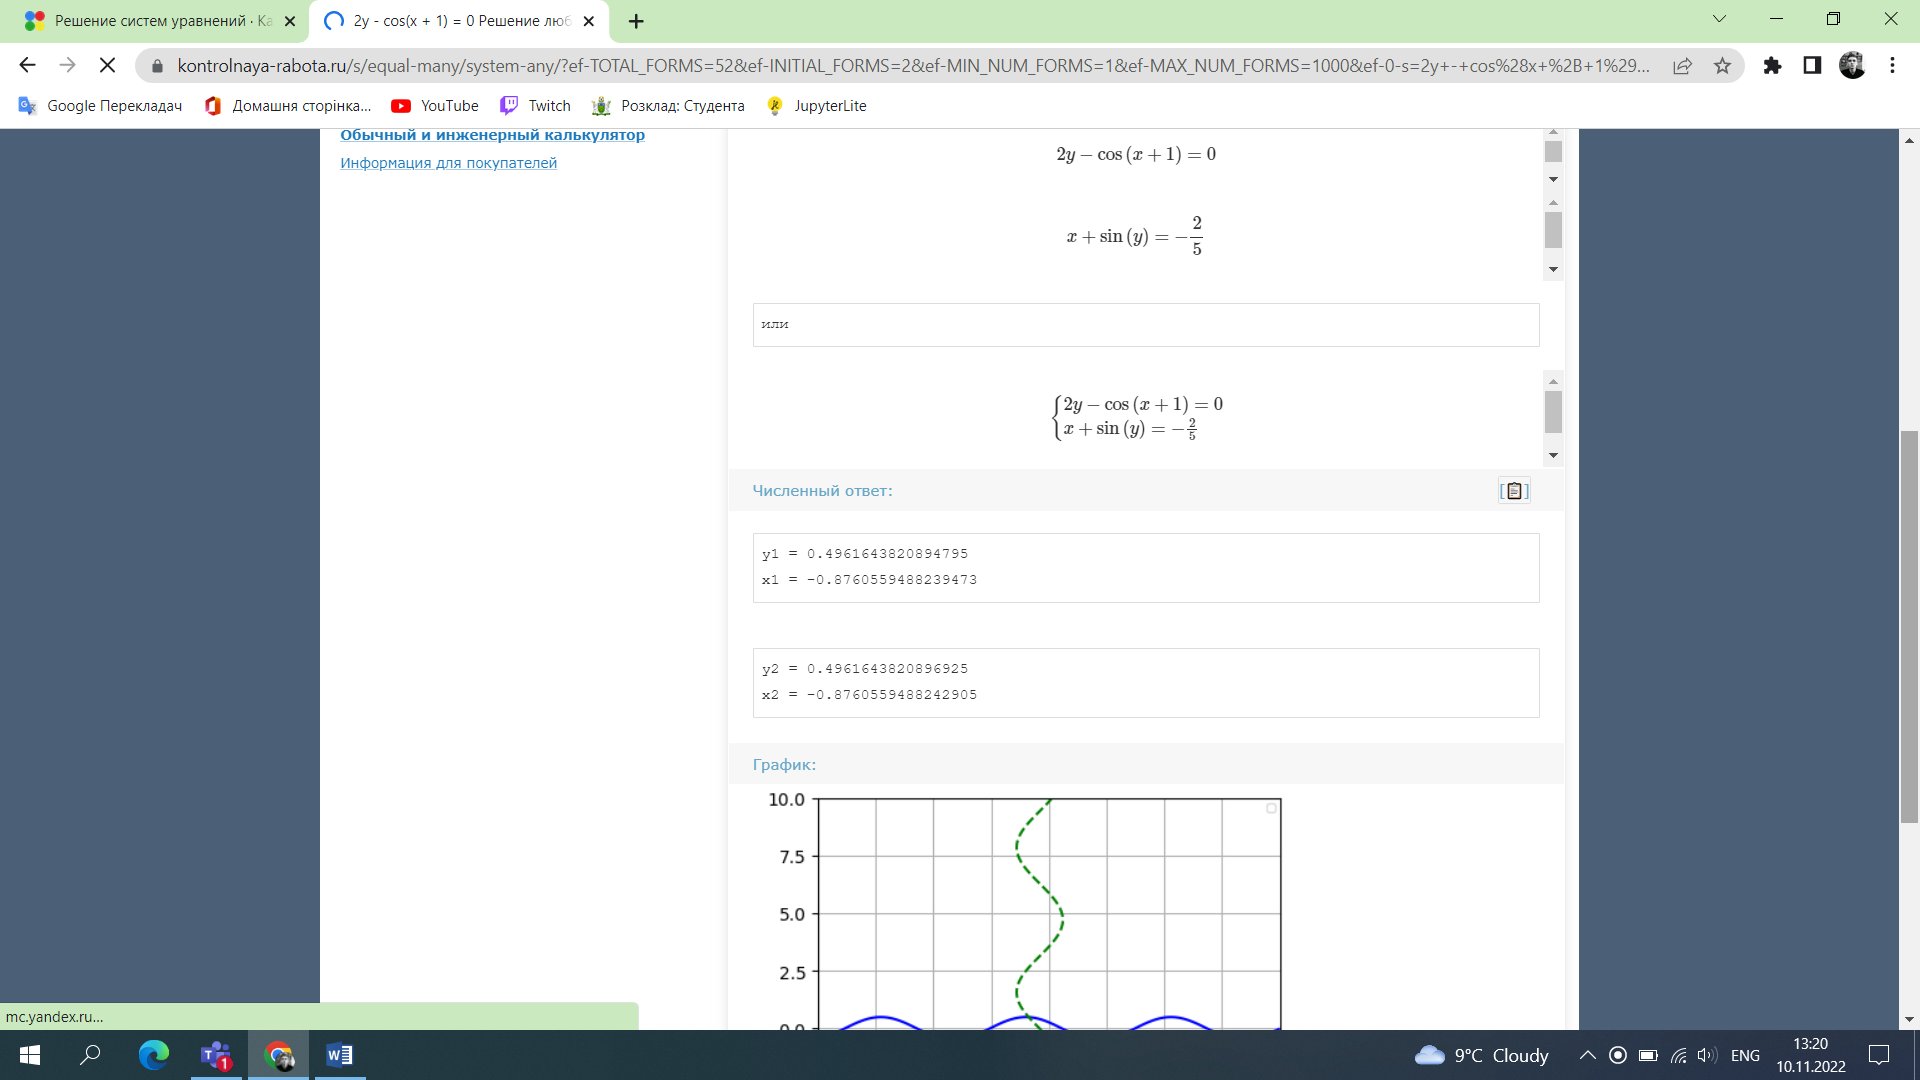 Решение систем уравнений · Ка
2y - cos(x + 1) = 0 Решение люб
kontrolnaya-rabota.ru/s/equal-many/system-any/?ef-TOTAL_FORMS=52&ef-INITIAL_FORMS=2&ef-MIN_NUM_FORMS=1&ef-MAX_NUM_FORMS=1000&ef-0-s=2y+-+cos%28x+%2B+1%29...
Google Перекладач
Домашня сторінка...
YouTube
Twitch
Розклад: Студента
JupyterLite
Обычный и инженерный калькулятор
Информация для покупателей
2y − cos (x + 1) = 0
x + sin (y) = −2/5
или
{2y − cos (x + 1) = 0
x + sin (y) = −2/5
Численный ответ:
y1 = 0.4961643820894795
x1 = -0.8760559488239473
y2 = 0.4961643820896925
x2 = -0.8760559488242905
График:
10.0
7.5
5.0
2.5
0.0
mc.yandex.ru...
1
9°C Cloudy
ENG
13:20
10.11.2022